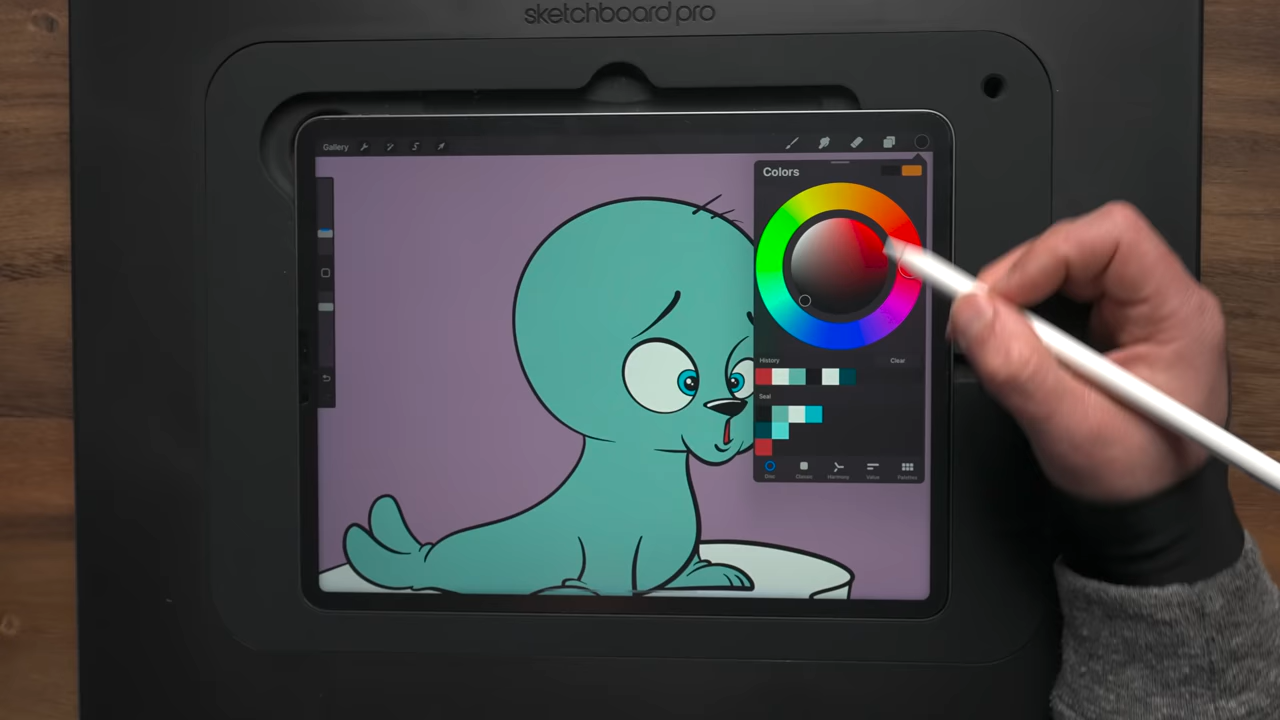 sketchboard pro
Gallery
Colors
History
Clear
Seal
Disc
Classic
Harmony
Value
Palettes